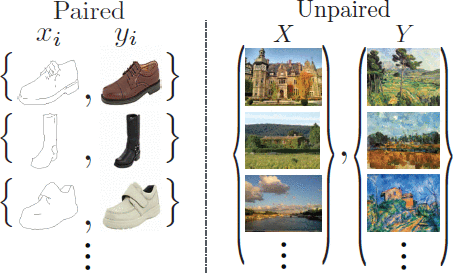 Paired
x_i y_i
{ , }
{ , }
{ , }
⋮
Unpaired
X Y
{ ⋮ } , { ⋮ }